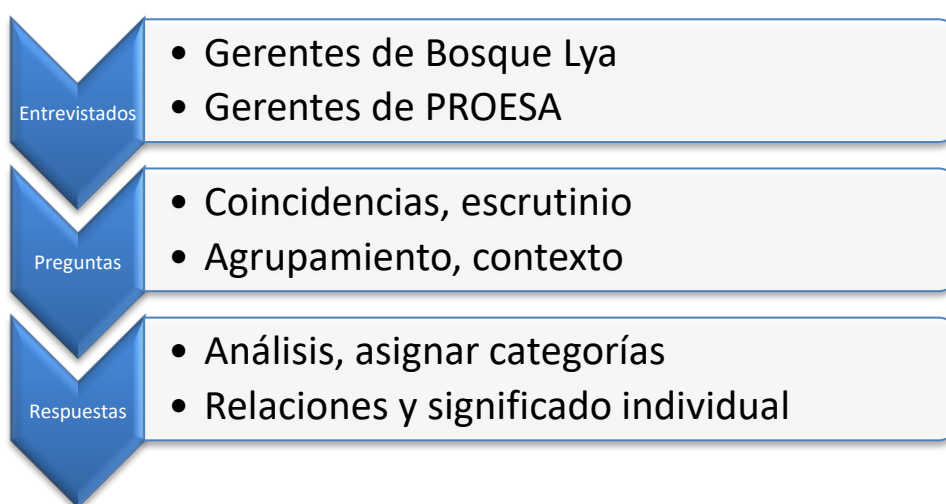 Entrevistados
• Gerentes de Bosque Lya
• Gerentes de PROESA
Preguntas
• Coincidencias, escrutinio
• Agrupamiento, contexto
Respuestas
• Análisis, asignar categorías
• Relaciones y significado individual